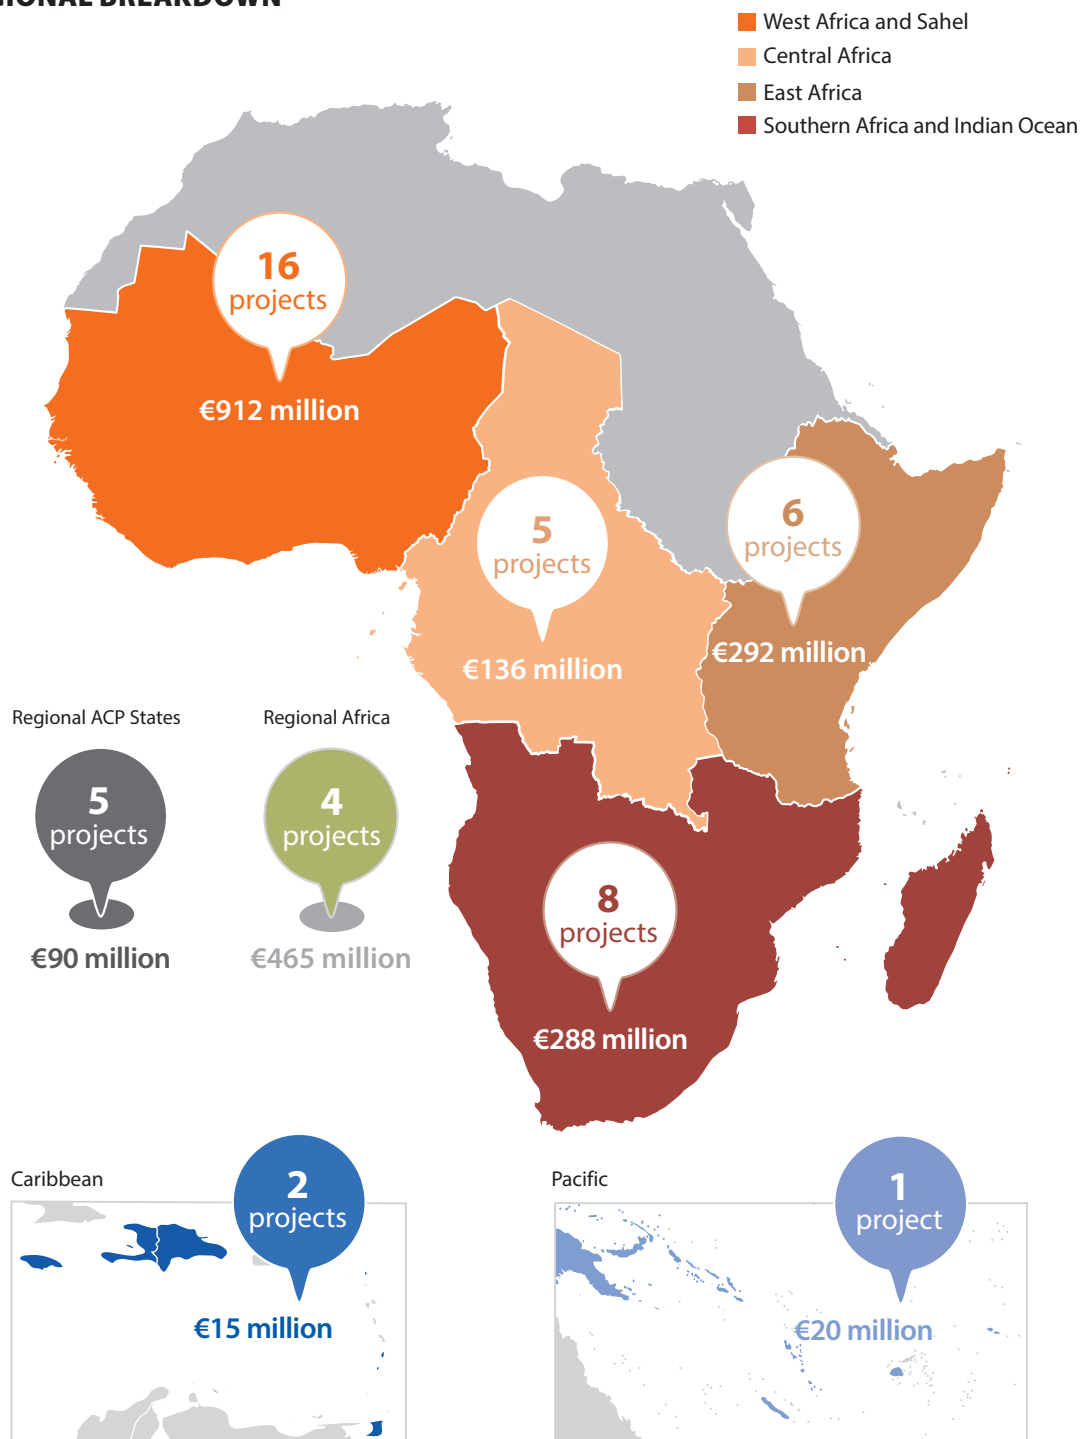 BREAKDOWN
West Africa and Sahel
Central Africa
East Africa
Southern Africa and Indian Ocean
16
projects
€912 million
5
projects
€136 million
6
projects
€292 million
Regional ACP States
5
projects
€90 million
Regional Africa
4
projects
€465 million
8
projects
€288 million
Caribbean
2
projects
€15 million
Pacific
1
project
€20 million